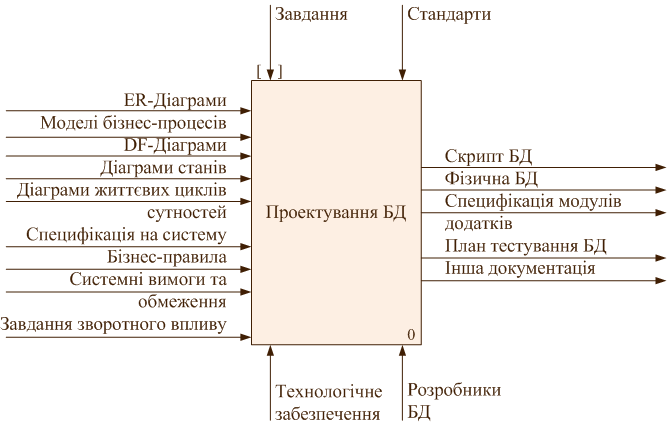 Завдання
Стандарти
[ ]
ER-Діаграми
Моделі бізнес-процесів
DF-Діаграми
Діаграми станів
Діаграми життєвих циклів
сутностей
Специфікація на систему
Бізнес-правила
Системні вимоги та
обмеження
Завдання зворотного впливу
Проектування БД
0
Скрипт БД
Фізична БД
Специфікація модулів
додатків
План тестування БД
Інша документація
Технологічне
забезпечення
Розробники
БД